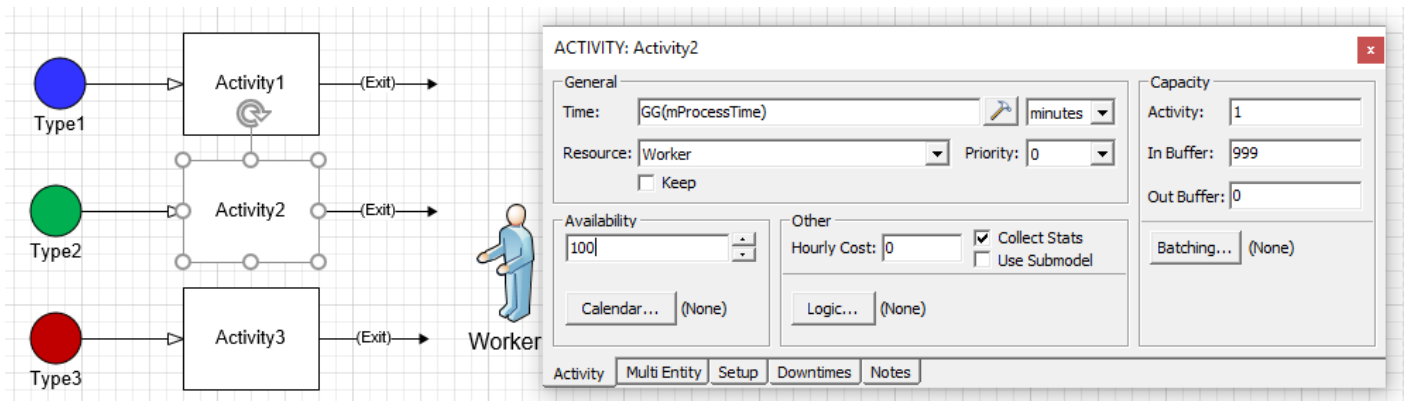 Activity1
(Exit)
Type1
Activity2
(Exit)
Type2
Activity3
(Exit)
Type3
Worker
ACTIVITY: Activity2
x
General
Time: GG(mProcessTime) minutes
Resource: Worker Priority: 0
Keep
Capacity
Activity: 1
In Buffer: 999
Out Buffer: 0
Batching... (None)
Availability
100
Calendar... (None)
Other
Hourly Cost: 0
Collect Stats
Use Submodel
Logic... (None)
Activity Multi Entity Setup Downtimes Notes